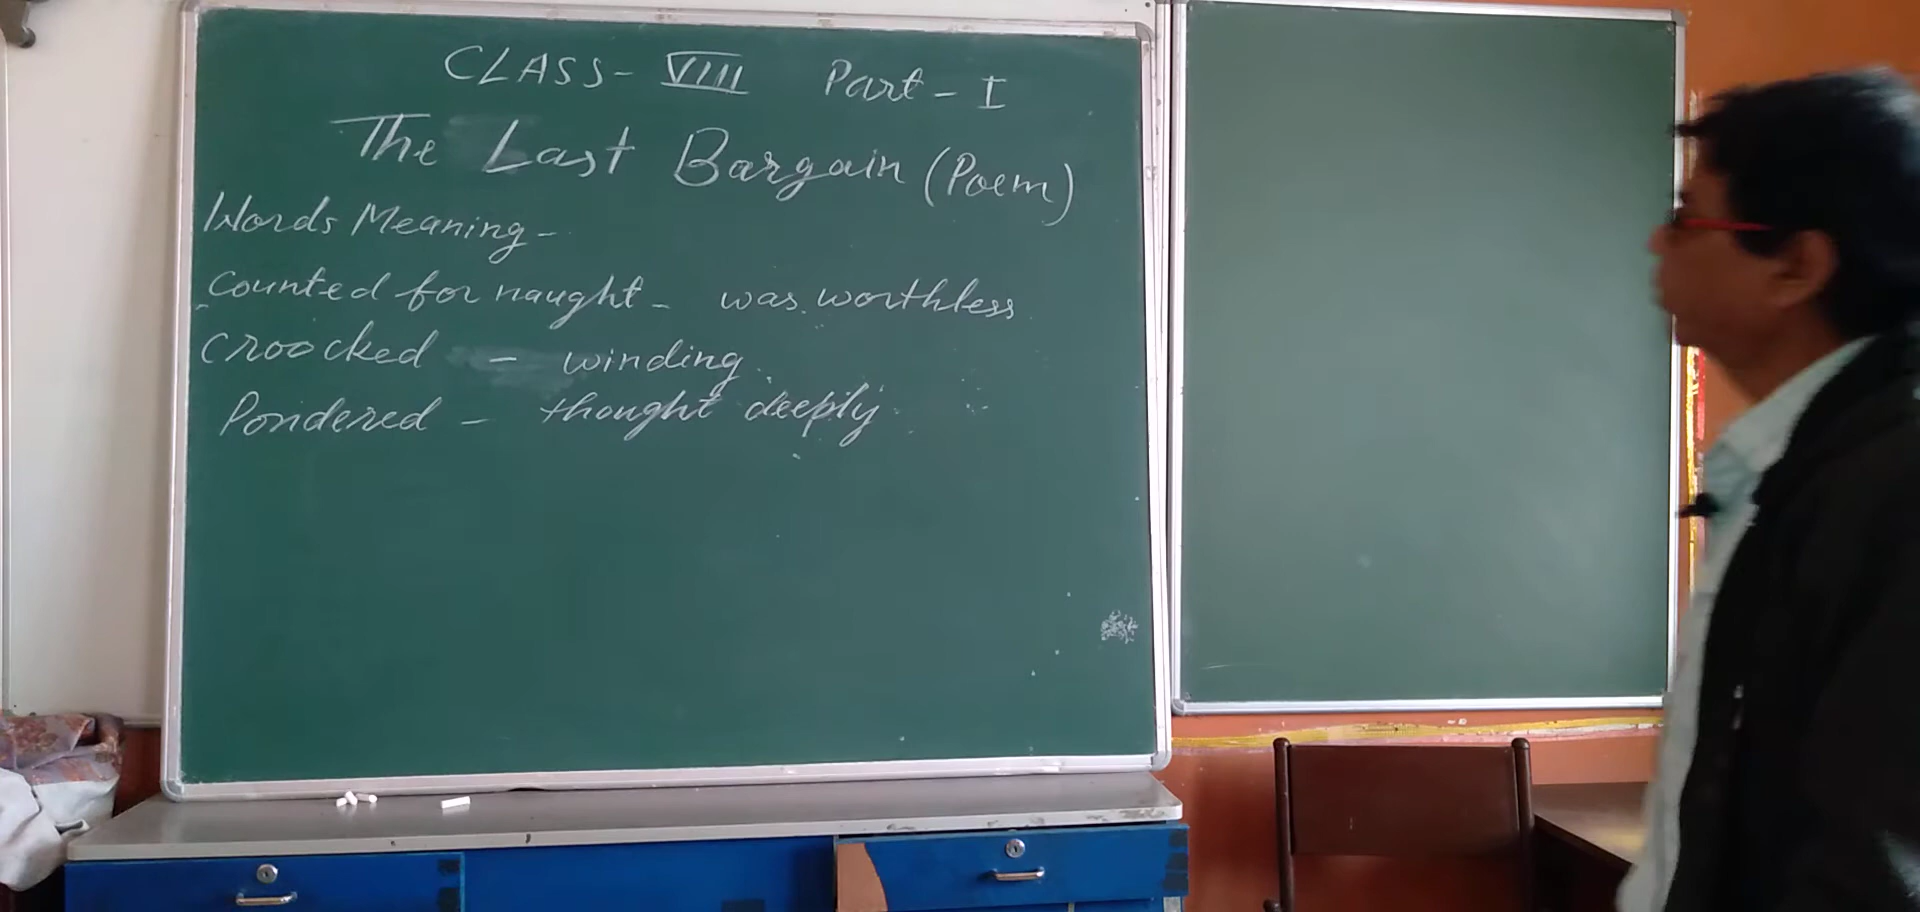 CLASS - VIII Part - I
The Last Bargain (Poem)
Words Meaning -
counted for naught - was worthless
croocked - winding
Pondered - thought deeply